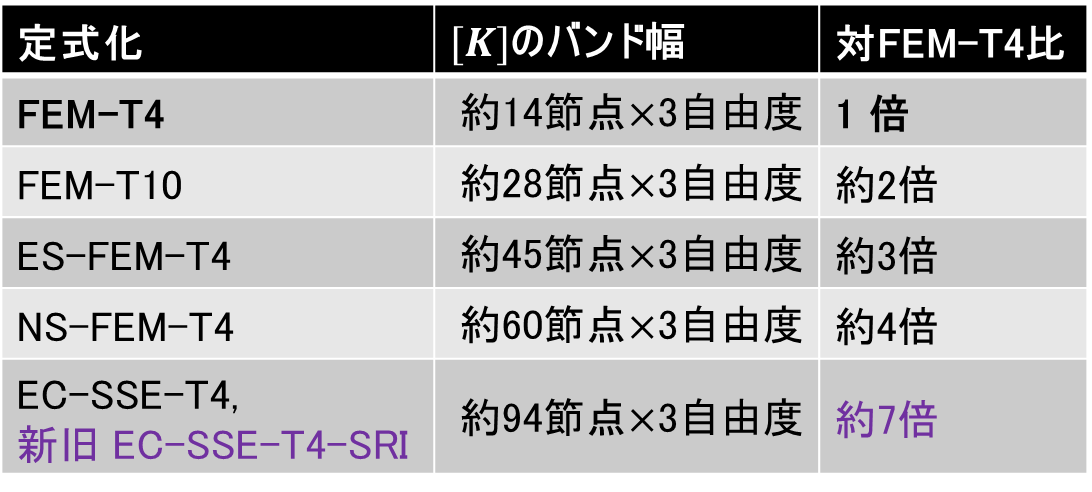 定式化 [K]のバンド幅 対FEM-T4比
FEM-T4 約14節点×3自由度 1 倍
FEM-T10 約28節点×3自由度 約2倍
ES-FEM-T4 約45節点×3自由度 約3倍
NS-FEM-T4 約60節点×3自由度 約4倍
EC-SSE-T4,
新旧 EC-SSE-T4-SRI 約94節点×3自由度 約7倍